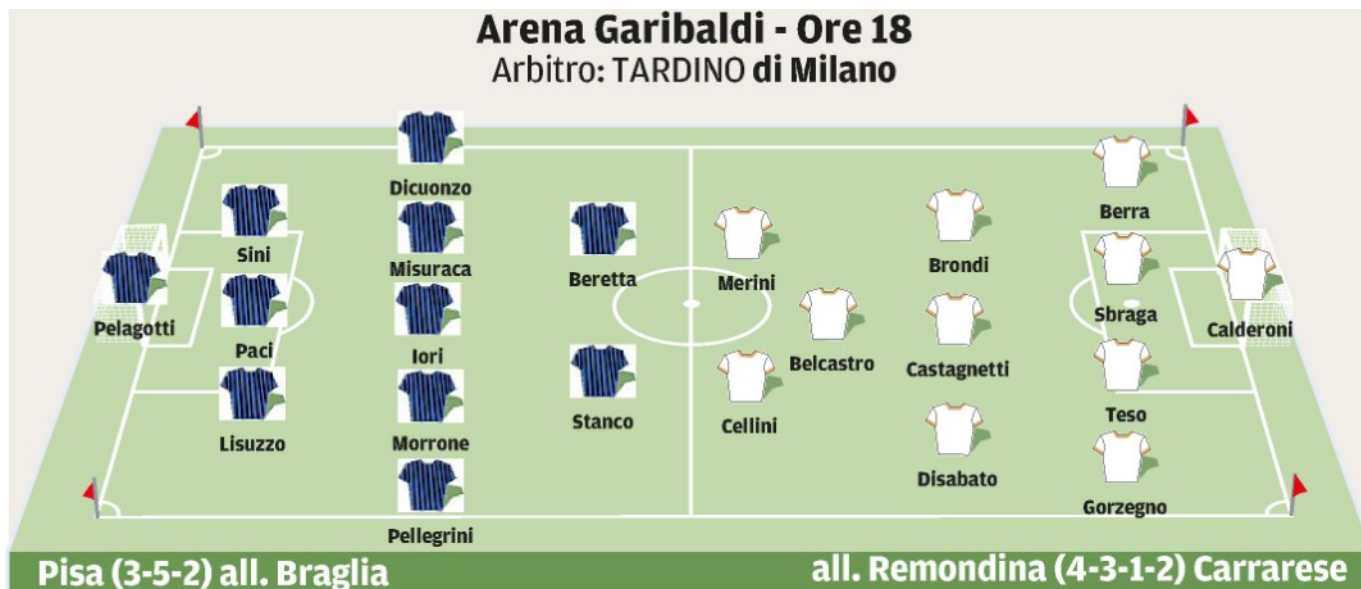 Arena Garibaldi - Ore 18
Arbitro: TARDINO di Milano
Pelagotti
Sini
Paci
Lisuzzo
Dicuonzo
Misuraca
Iori
Morrone
Pellegrini
Beretta
Stanco
Merini
Cellini
Belcastro
Brondi
Castagnetti
Disabato
Berra
Sbraga
Teso
Gorzegno
Calderoni
Pisa (3-5-2) all. Braglia
all. Remondina (4-3-1-2) Carrarese